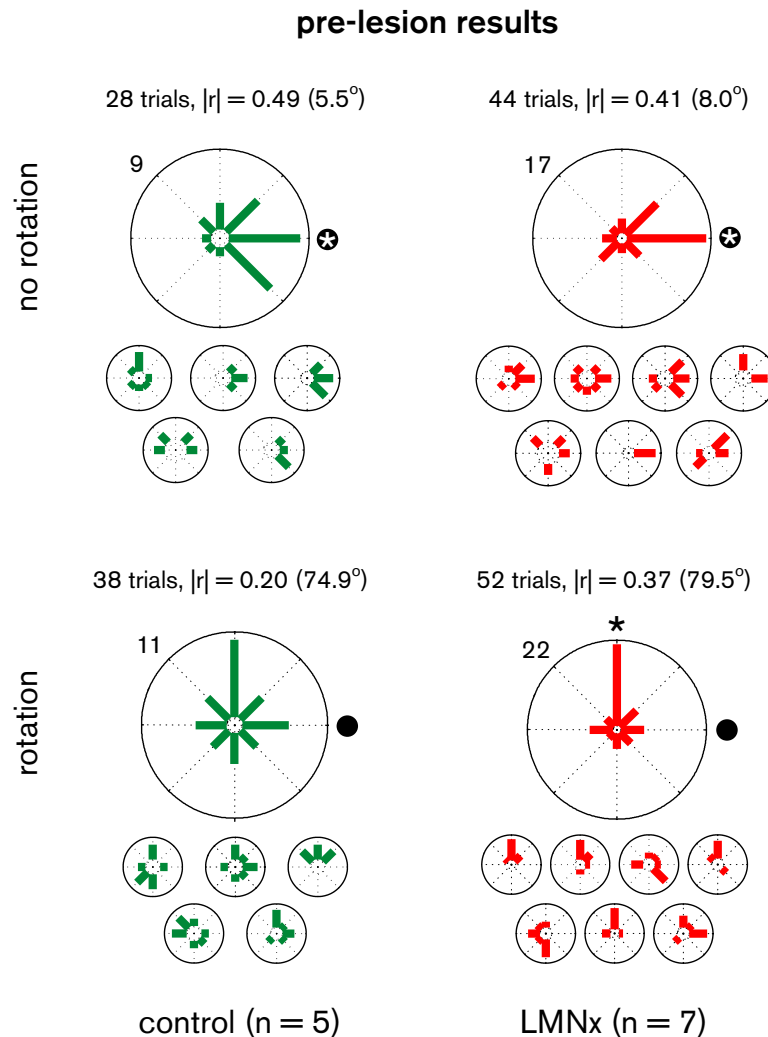 pre-lesion results
28 trials, |r| = 0.49 (5.5°)
44 trials, |r| = 0.41 (8.0°)
no rotation
9
*
17
*
38 trials, |r| = 0.20 (74.9°)
52 trials, |r| = 0.37 (79.5°)
rotation
11
*
22
control (n = 5)
LMNx (n = 7)